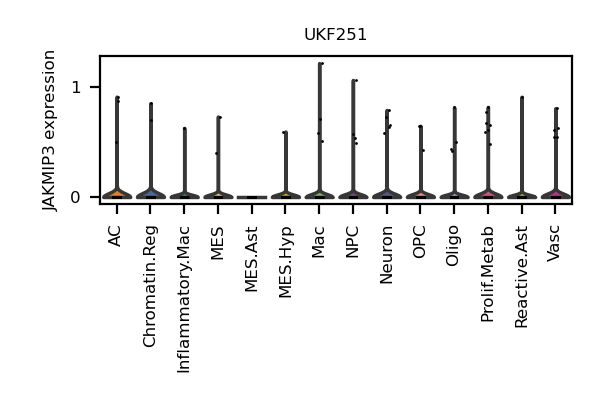 UKF251
JAKMIP3 expression
1
0
AC
Chromatin.Reg
Inflammatory.Mac
MES
MES.Ast
MES.Hyp
Mac
NPC
Neuron
OPC
Oligo
Prolif.Metab
Reactive.Ast
Vasc